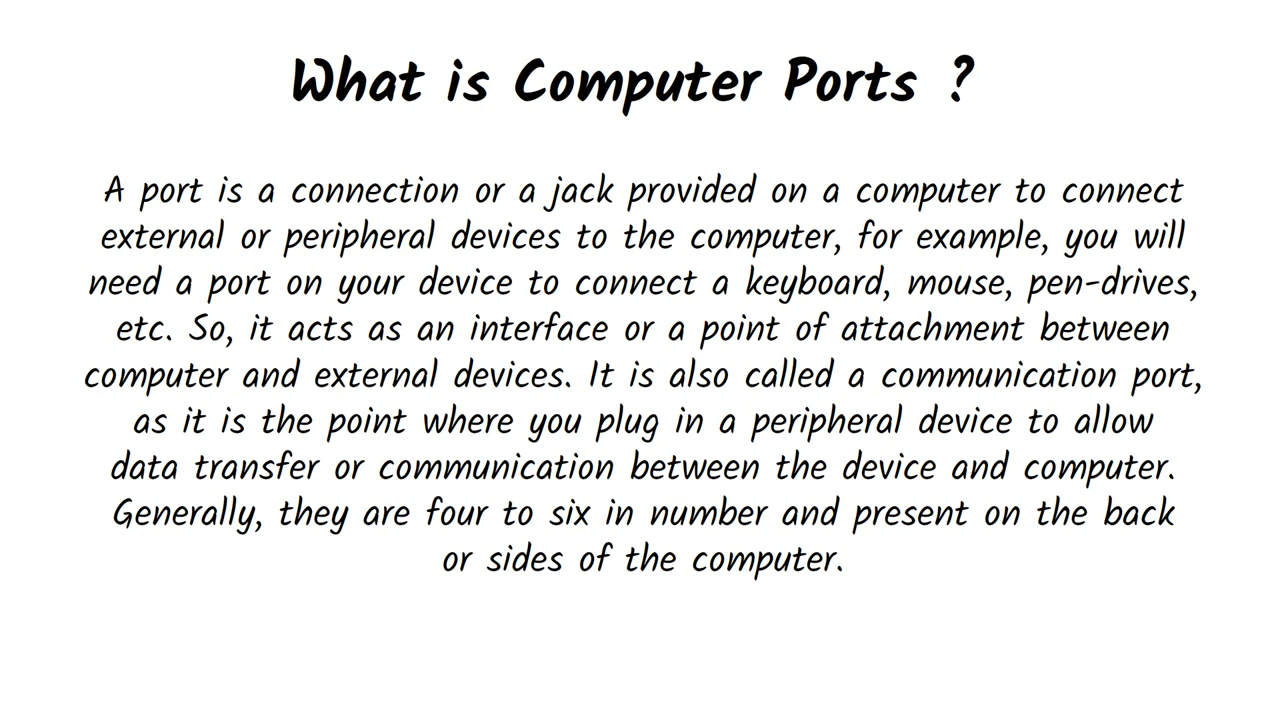 What is Computer Ports ?
A port is a connection or a jack provided on a computer to connect
external or peripheral devices to the computer, for example, you will
need a port on your device to connect a keyboard, mouse, pen-drives,
etc. So, it acts as an interface or a point of attachment between
computer and external devices. It is also called a communication port,
as it is the point where you plug in a peripheral device to allow
data transfer or communication between the device and computer.
Generally, they are four to six in number and present on the back
or sides of the computer.